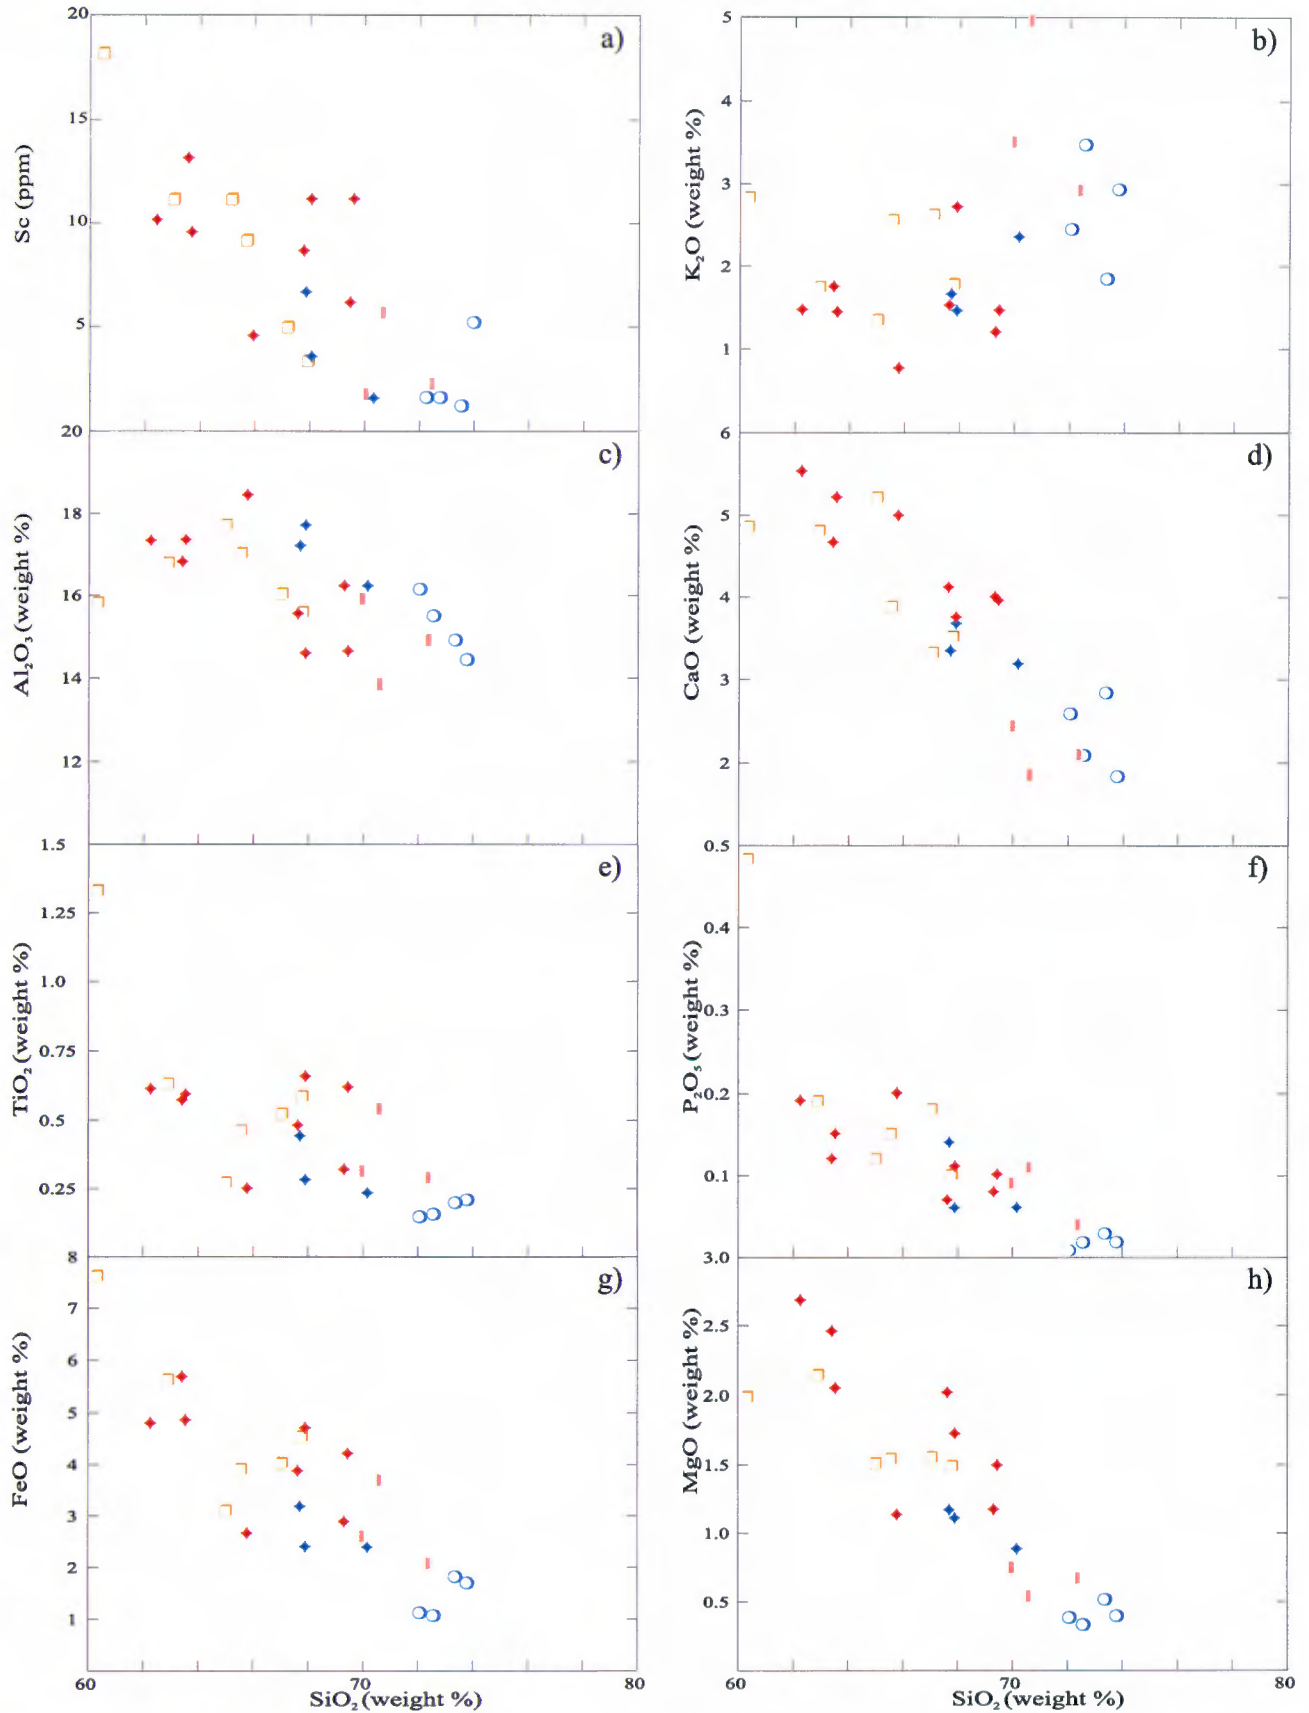 20
15
10
5
Sc (ppm)
a)
5
4
3
2
1
K₂O (weight %)
b)
20
18
16
14
12
Al₂O₃ (weight %)
c)
6
5
4
3
2
CaO (weight %)
d)
1.5
1.25
1.0
0.75
0.5
0.25
TiO₂ (weight %)
e)
0.5
0.4
0.3
0.2
0.1
P₂O₅ (weight %)
f)
8
7
6
5
4
3
2
1
FeO (weight %)
g)
3.0
2.5
2.0
1.5
1.0
0.5
MgO (weight %)
h)
60 70 80
SiO₂ (weight %)
60 70 80
SiO₂ (weight %)